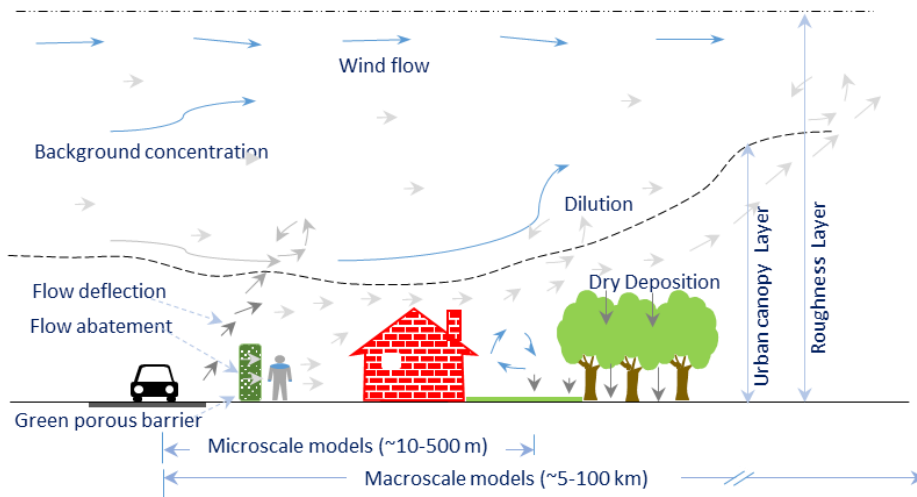 Wind flow
Background concentration
Dilution
Flow deflection
Dry Deposition
Flow abatement
Urban canopy Layer
Roughness Layer
Green porous barrier
Microscale models (~10-500 m)
Macroscale models (~5-100 km)